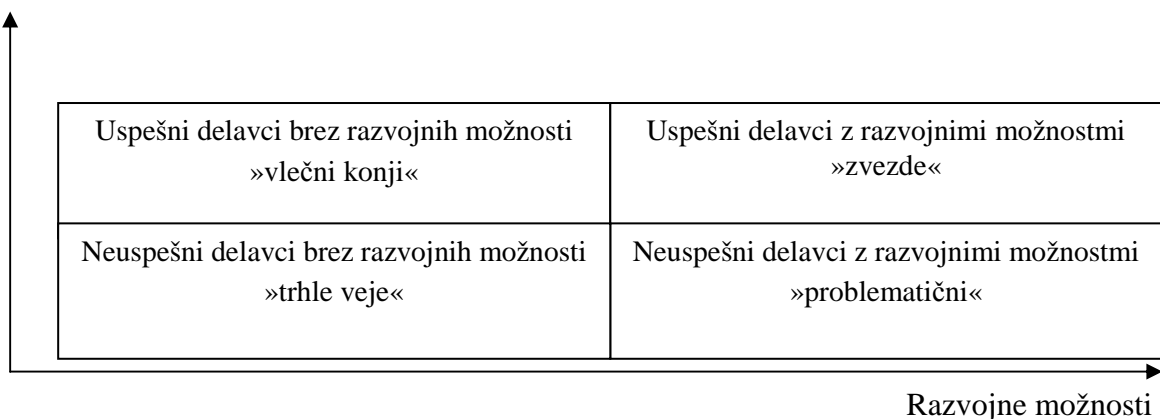 Uspešni delavci brez razvojnih možnosti
»vlečni konji«
Uspešni delavci z razvojnimi možnostmi
»zvezde«
Neuspešni delavci brez razvojnih možnosti
»trhle veje«
Neuspešni delavci z razvojnimi možnostmi
»problematični«
Razvojne možnosti